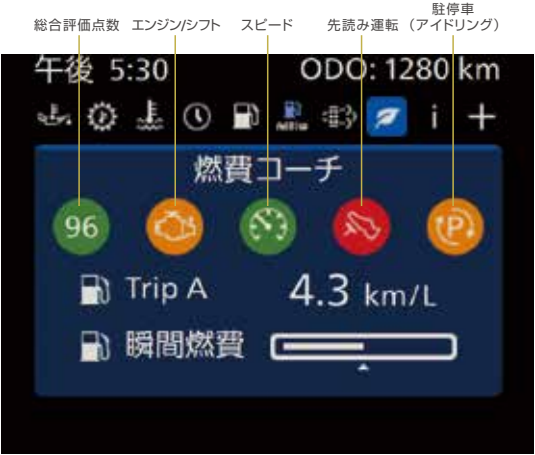 駐停車
総合評価点数 エンジン/シフト スピード 先読み運転 (アイドリング)
午後 5:30 ODO: 1280 km
i
燃費コーチ
96 P
Trip A 4.3 km/L
瞬間燃費